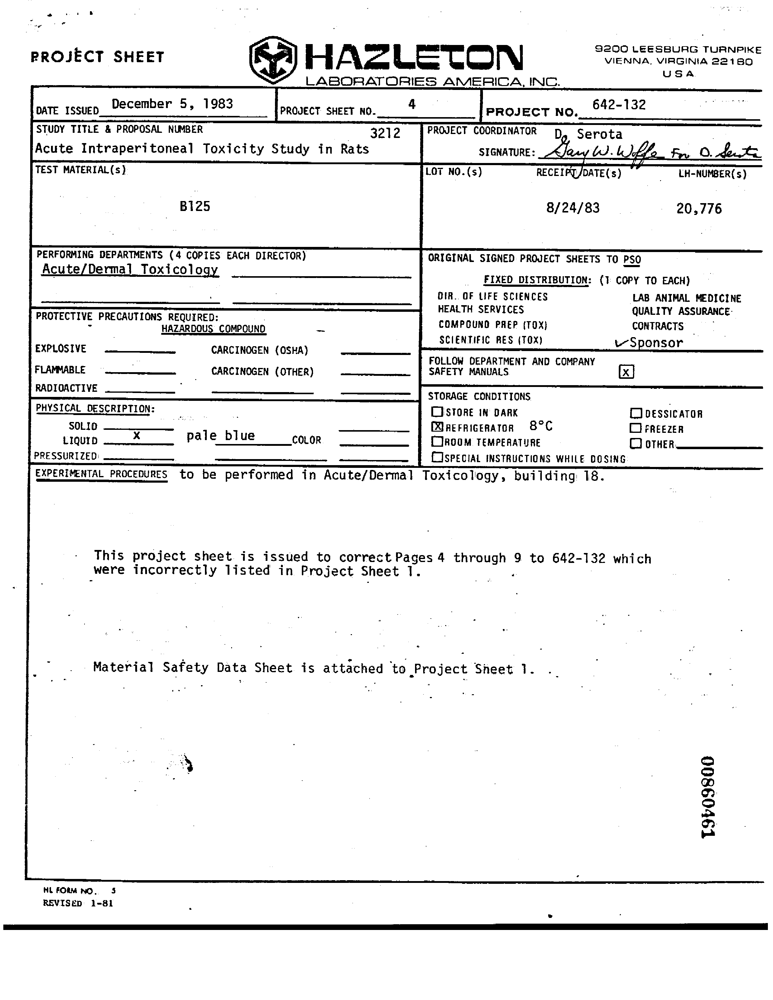 PROJECT SHEET
HAZLETON
LABORATORIES AMERICA, INC.
9200 LEESBURG TURNPIKE
VIENNA, VIRGINIA 22180
USA
DATE ISSUED December 5, 1983
PROJECT SHEET NO. 4
PROJECT NO. 642-132
STUDY TITLE & PROPOSAL NUMBER 3212
Acute Intraperitoneal Toxicity Study in Rats
PROJECT COORDINATOR D. Serota
SIGNATURE: Gary W. Wolfe For D. Serota
TEST MATERIAL(s)
B125
LOT NO.(s) RECEIPT/DATE(s) LH-NUMBER(s)
8/24/83 20,776
PERFORMING DEPARTMENTS (4 COPIES EACH DIRECTOR)
Acute/Dermal Toxicology
ORIGINAL SIGNED PROJECT SHEETS TO PSO
FIXED DISTRIBUTION: (1 COPY TO EACH)
DIR. OF LIFE SCIENCES LAB ANIMAL MEDICINE
HEALTH SERVICES QUALITY ASSURANCE
COMPOUND PREP (TOX) CONTRACTS
SCIENTIFIC RES (TOX) ✓Sponsor
PROTECTIVE PRECAUTIONS REQUIRED:
HAZARDOUS COMPOUND
EXPLOSIVE CARCINOGEN (OSHA)
FLAMMABLE CARCINOGEN (OTHER)
RADIOACTIVE
FOLLOW DEPARTMENT AND COMPANY
SAFETY MANUALS X
PHYSICAL DESCRIPTION:
SOLID
LIQUID X pale blue COLOR
PRESSURIZED
STORAGE CONDITIONS
☐ STORE IN DARK ☐ DESSICATOR
☒ REFRIGERATOR 8°C ☐ FREEZER
☐ ROOM TEMPERATURE ☐ OTHER
☐ SPECIAL INSTRUCTIONS WHILE DOSING
EXPERIMENTAL PROCEDURES to be performed in Acute/Dermal Toxicology, building 18.
This project sheet is issued to correct Pages 4 through 9 to 642-132 which
were incorrectly listed in Project Sheet 1.
Material Safety Data Sheet is attached to Project Sheet 1.
00860461
HL FORM NO. 5
REVISED 1-81